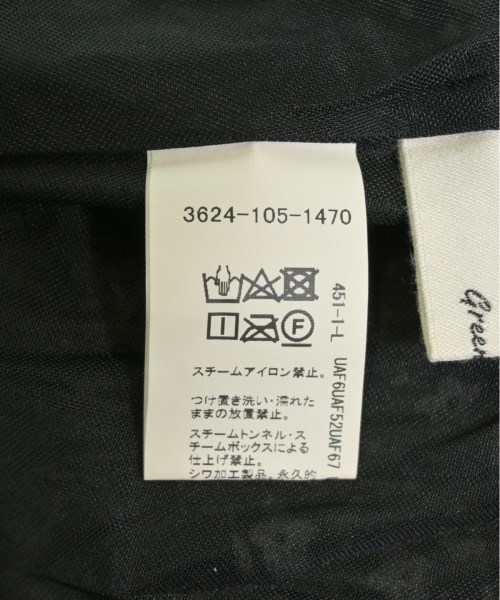 3624-105-1470
F
スチームアイロン禁止。
つけ置き洗い・濡れた
ままの放置禁止。
スチームトンネル・ス
チームボックスによる
仕上げ禁止。
シワ加工製品。永久的
451-1-L
UAF6UAF52UAF67
Green